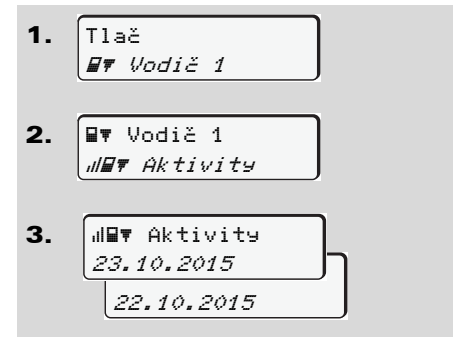 1. Tlač
Vodič 1
2. Vodič 1
Aktivity
3. Aktivity
23.10.2015
22.10.2015